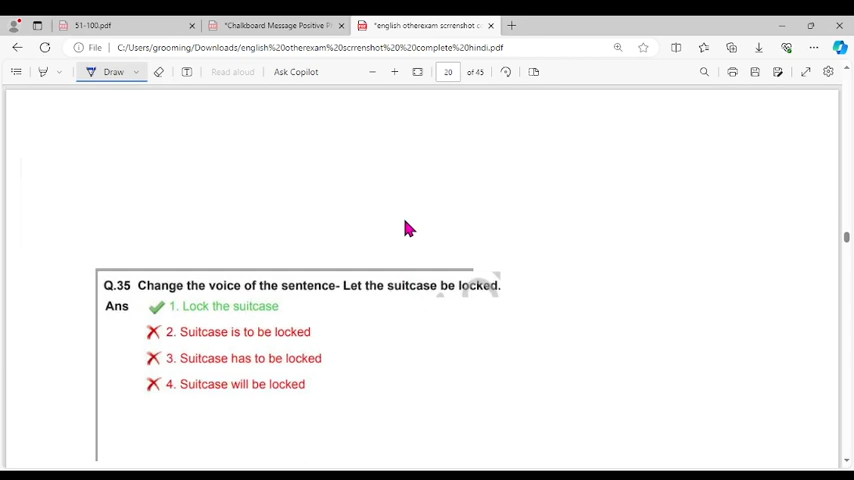 51-100.pdf
*Chalkboard Message Positive P
*english otherexam scrrenshot c
File
C:/Users/grooming/Downloads/english%20otherexam%20scrrenshot%20%20complete%20hindi.pdf
Draw
Read aloud
Ask Copilot
20
of 45
Q.35 Change the voice of the sentence- Let the suitcase be locked.
Ans
1. Lock the suitcase
2. Suitcase is to be locked
3. Suitcase has to be locked
4. Suitcase will be locked